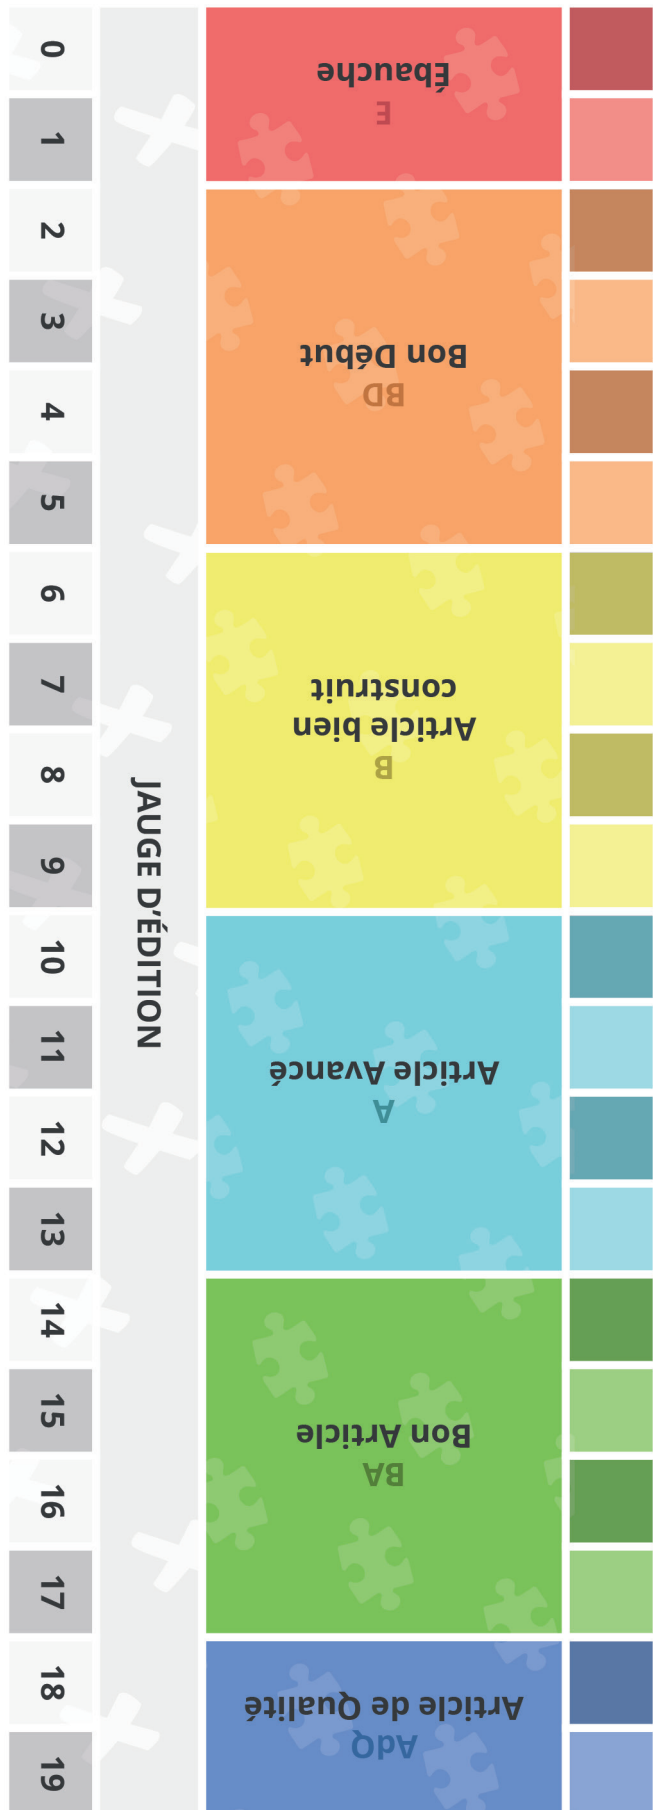 0
1
2
3
4
5
6
7
8
9
10
11
12
13
14
15
16
17
18
19
JAUGE D'ÉDITION
Ébauche
E
Bon Début
BD
Article bien
construit
B
Article Avancé
A
Bon Article
BA
Article de Qualité
AdQ